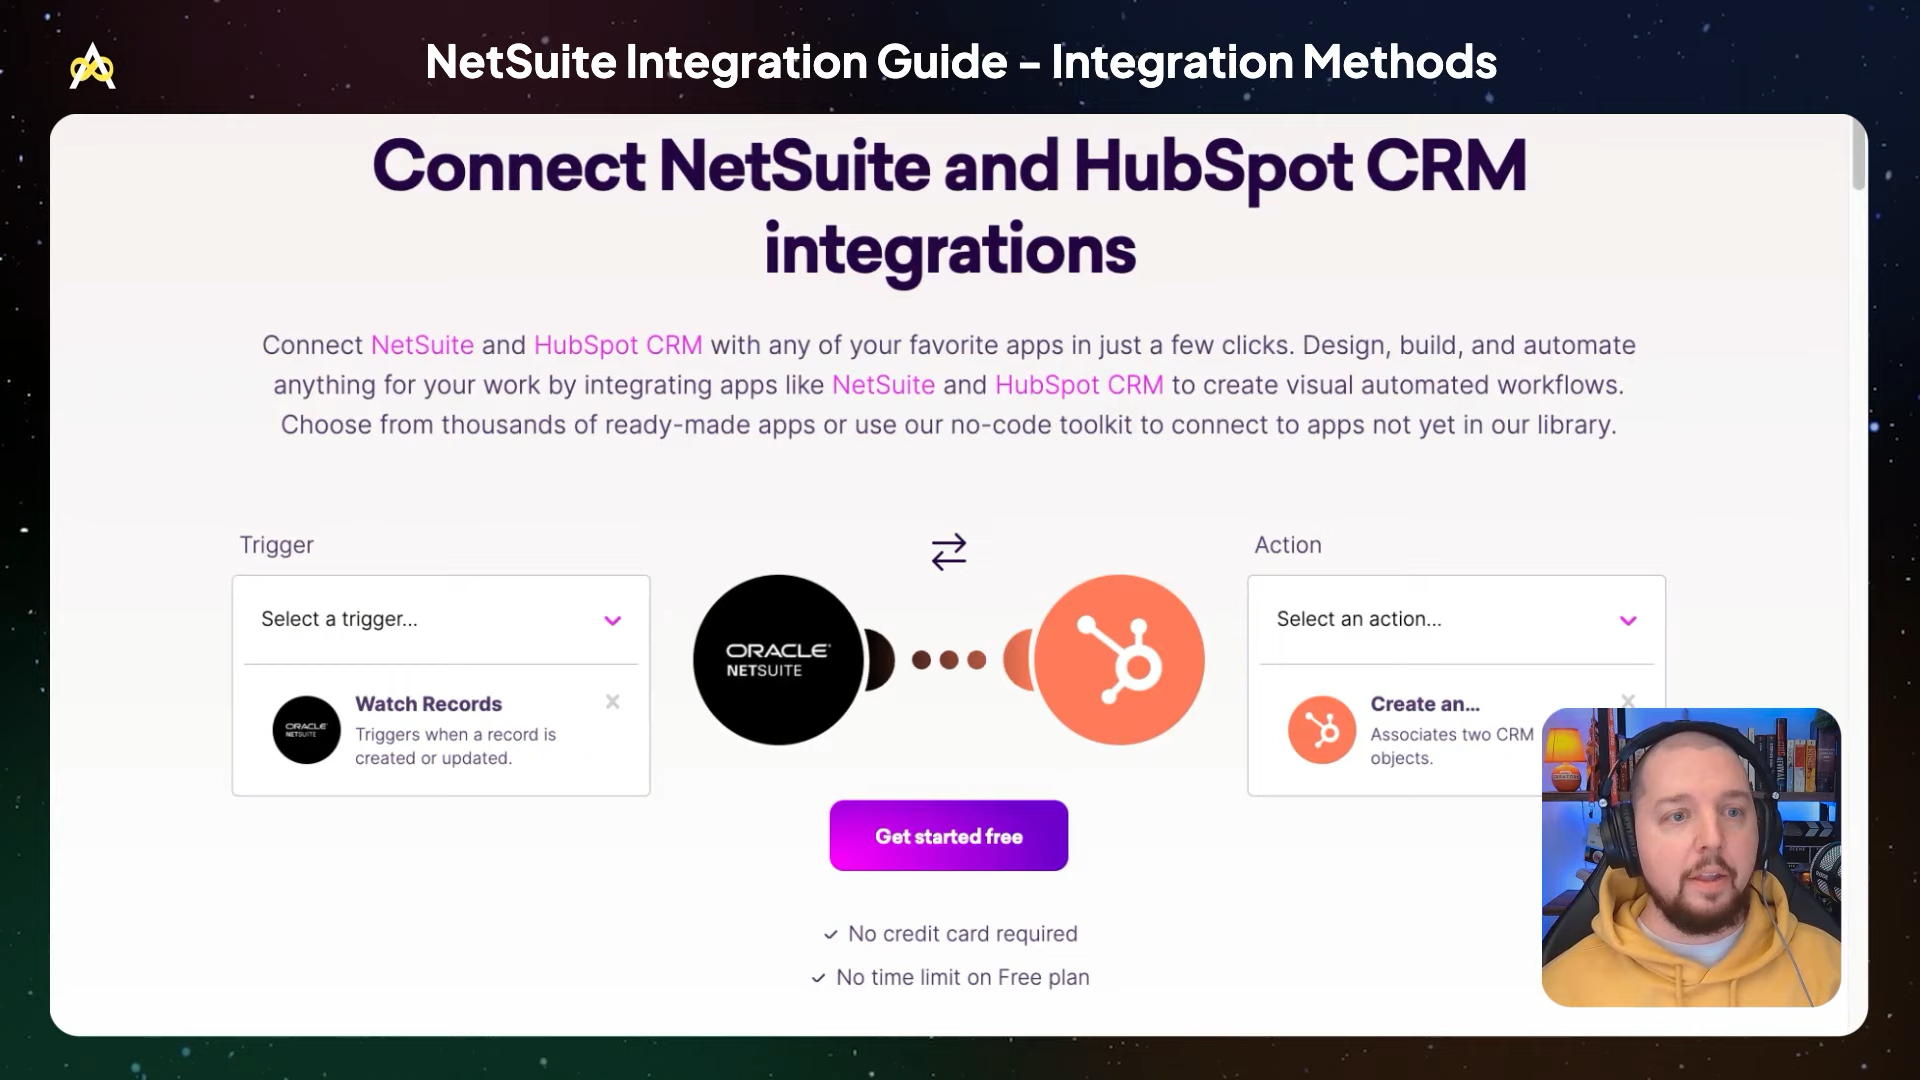 NetSuite Integration Guide – Integration Methods
Connect NetSuite and HubSpot CRM
integrations
Connect NetSuite and HubSpot CRM with any of your favorite apps in just a few clicks. Design, build, and automate
anything for your work by integrating apps like NetSuite and HubSpot CRM to create visual automated workflows.
Choose from thousands of ready-made apps or use our no-code toolkit to connect to apps not yet in our library.
Trigger
Select a trigger...
ORACLE
NETSUITE
Watch Records
Triggers when a record is
created or updated.
ORACLE
NETSUITE
Action
Select an action...
Create an...
Associates two CRM
objects.
Get started free
No credit card required
No time limit on Free plan